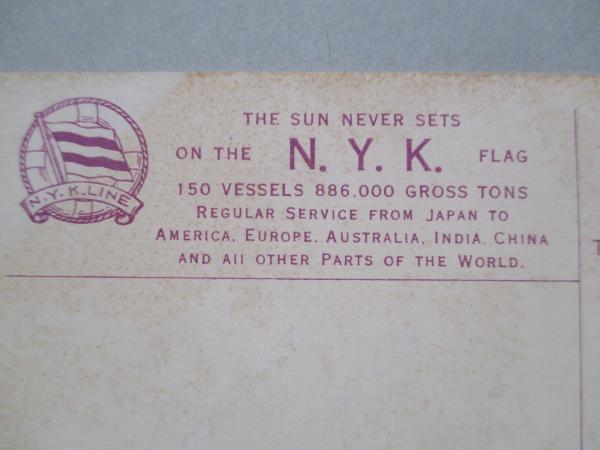 N.Y.K.LINE
THE SUN NEVER SETS
ON THE N. Y. K. FLAG
150 VESSELS 886.000 GROSS TONS
REGULAR SERVICE FROM JAPAN TO
AMERICA, EUROPE, AUSTRALIA, INDIA, CHINA
AND All OTHER PARTS OF THE WORLD.
T